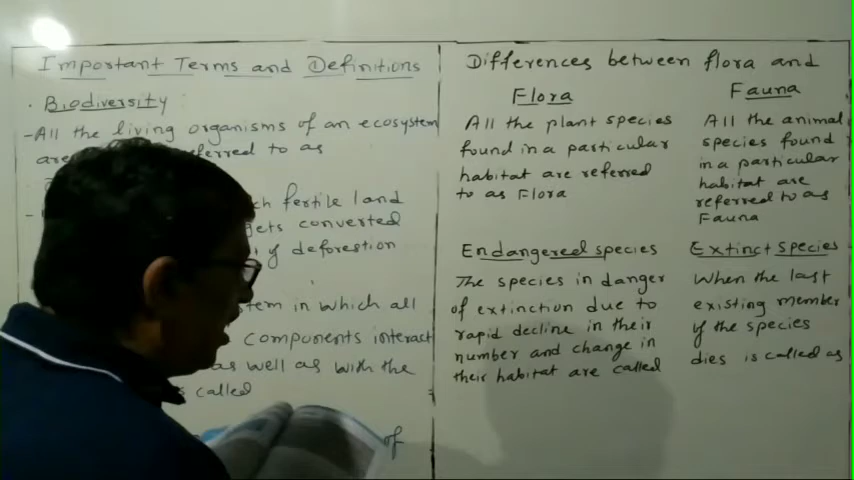 Important Terms and Definitions
• Biodiversity
- All the living organisms of an ecosystem
are referred to as
ch fertile land
gets converted
of deforestion
tem in which all
components interact
as well as with the
called
of
Differences between flora and
Fauna
Flora
All the plant species
found in a particular
habitat are referred
to as Flora
All the animal
species found
in a particular
habitat are
referred to as
Fauna
Endangered species
The species in danger
of extinction due to
rapid decline in their
number and change in
their habitat are called
Extinct species
When the last
existing member
of the species
dies is called as